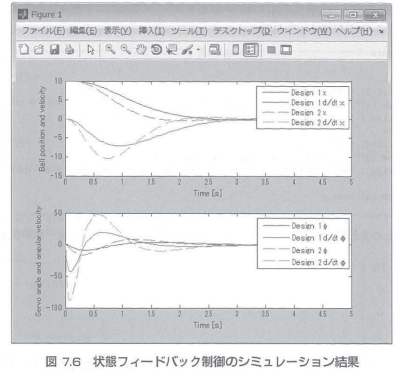 Figure 1
ファイル(F) 編集(E) 表示(V) 挿入(I) ツール(T) デスクトップ(D) ウィンドウ(W) ヘルプ(H)
Ball position and velocity
10
5
0
-5
-10
-15
0 0.5 1 1.5 2 2.5 3 3.5 4 4.5 5
Time [s]
Design 1 x
Design 1 d/dt x
Design 2 x
Design 2 d/dt x
Servo angle and angular velocity
50
0
-50
-100
0 0.5 1 1.5 2 2.5 3 3.5 4 4.5 5
Time [s]
Design 1 ϕ
Design 1 d/dt ϕ
Design 2 ϕ
Design 2 d/dt ϕ
図 7.6 状態フィードバック制御のシミュレーション結果